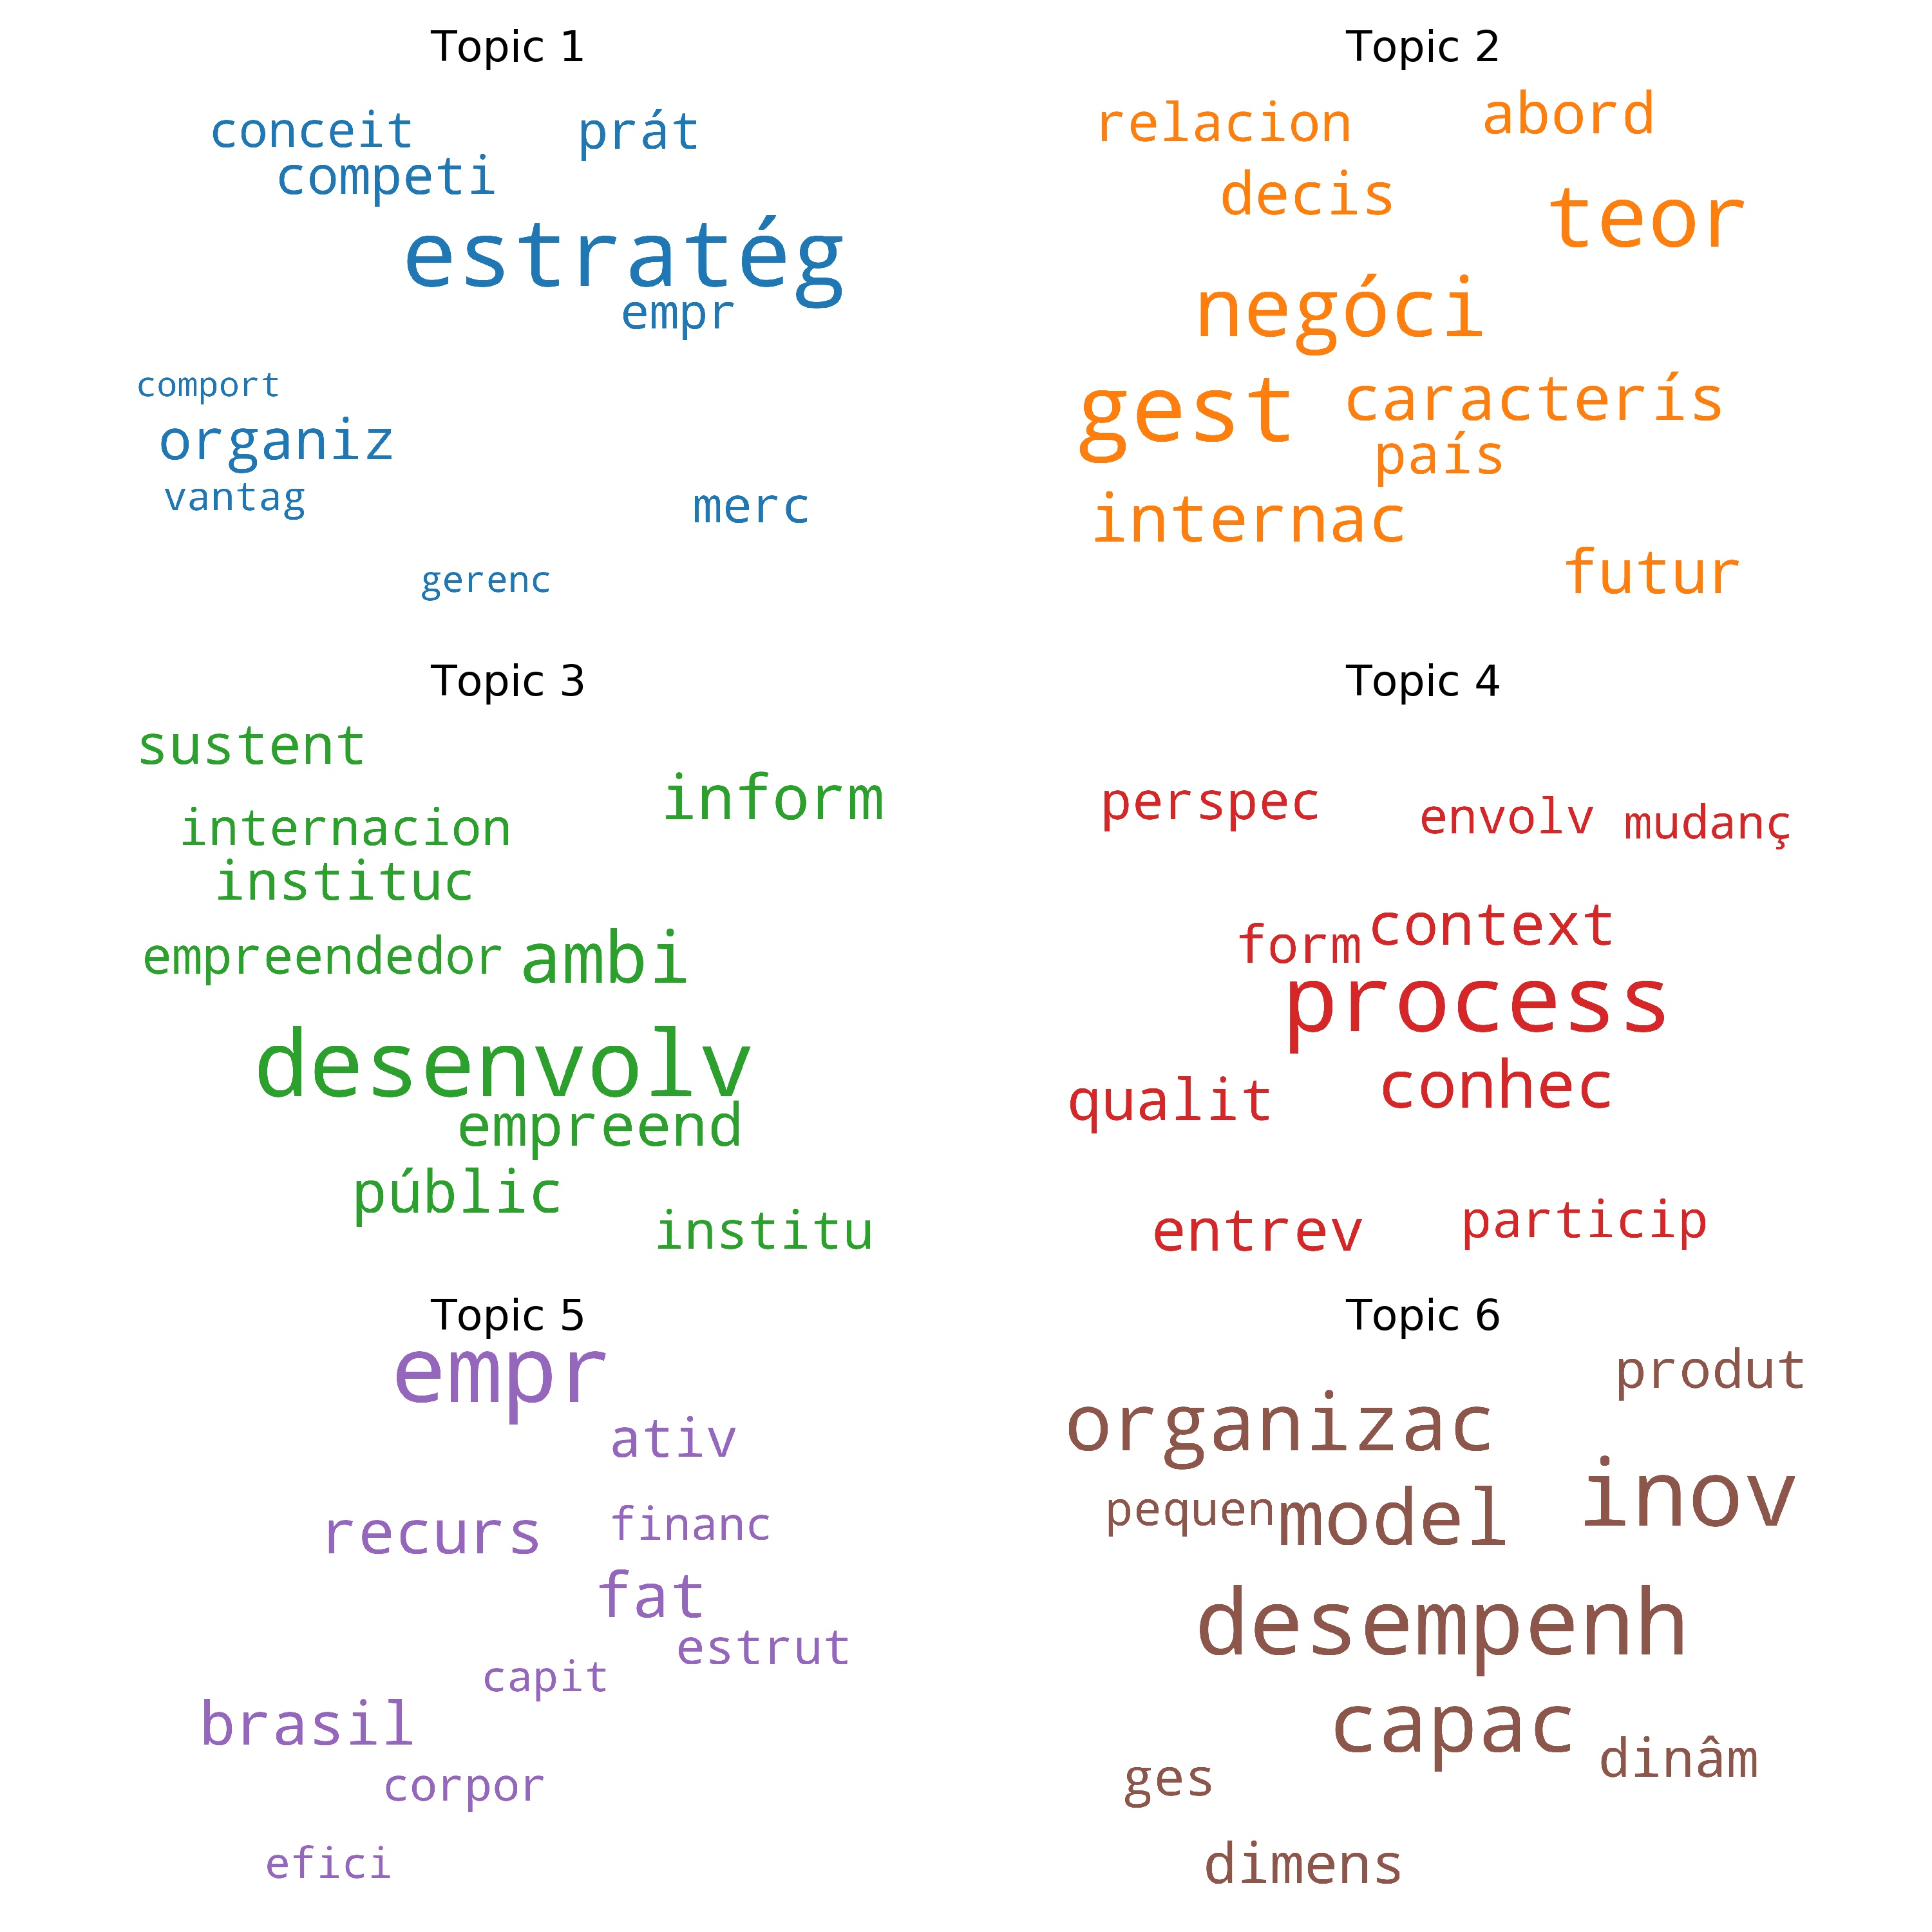 Topic 1
conceit
prát
competi
estratég
empr
comport
organiz
vantag
merc
gerenc
Topic 2
relacion
abord
decis
teor
negóci
gest
caracterís
país
internac
futur
Topic 3
sustent
inform
internacion
instituc
empreendedor
ambi
desenvolv
empreend
públic
institu
Topic 4
perspec
envolv
mudanç
context
form
process
conhec
qualit
entrev
particip
Topic 5
empr
ativ
recurs
financ
fat
estrut
capit
brasil
corpor
efici
Topic 6
produt
organizac
inov
pequen
model
desempenh
capac
dinâm
ges
dimens